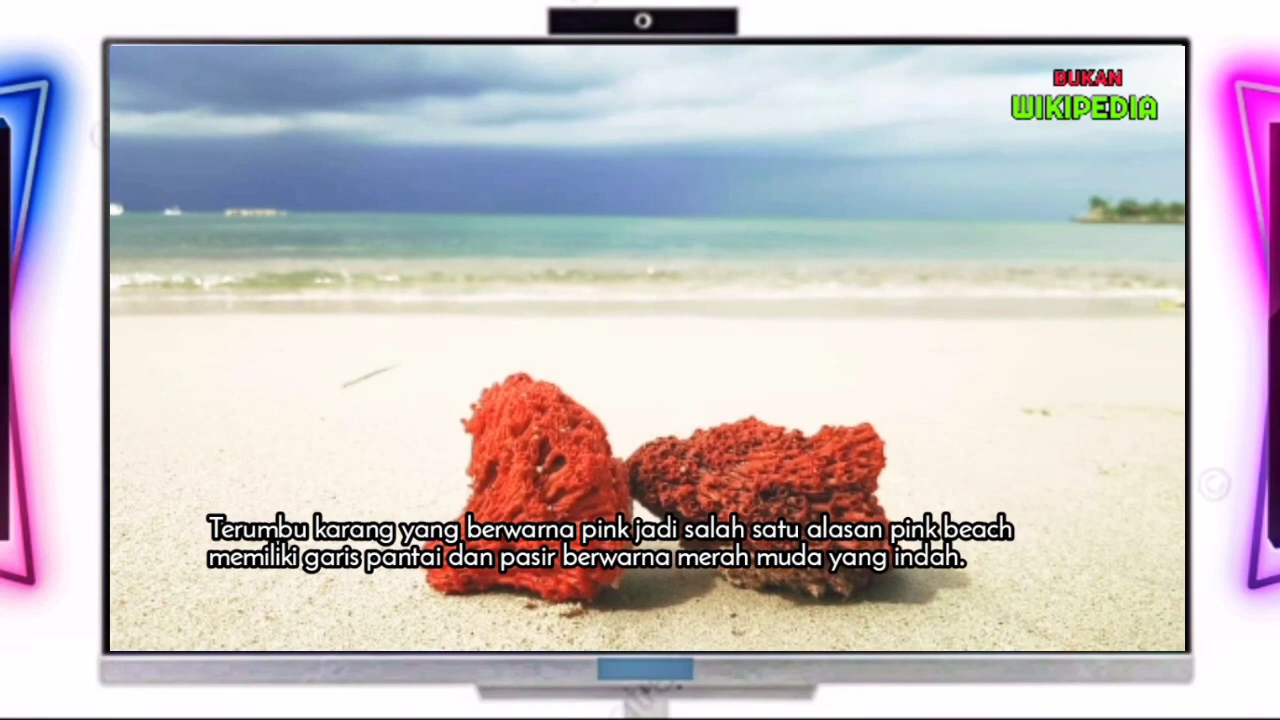 BUKAN
WIKIPEDIA
Terumbu karang yang berwarna pink jadi salah satu alasan pink beach
memiliki garis pantai dan pasir berwarna merah muda yang indah.